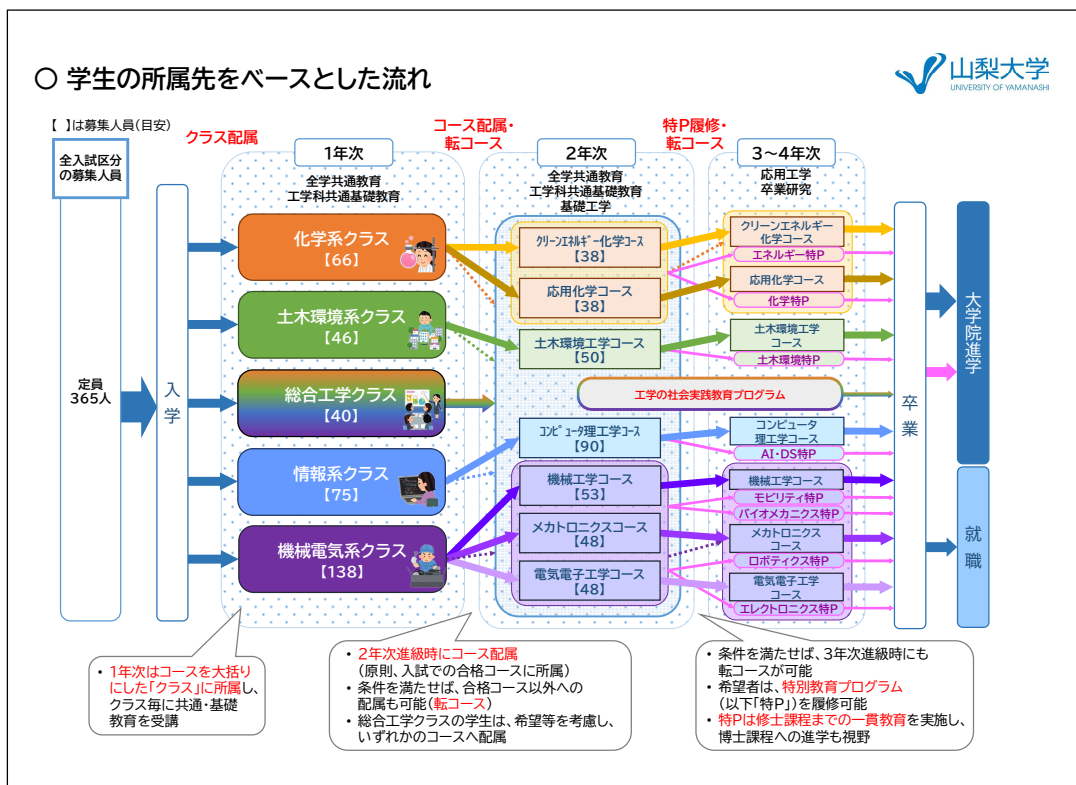 ○ 学生の所属先をベースとした流れ
山梨大学
UNIVERSITY OF YAMANASHI
【 】は募集人員(目安)
全入試区分
の募集人員
定員
365人
入学
クラス配属
1年次
全学共通教育
工学科共通基礎教育
化学系クラス
【66】
土木環境系クラス
【46】
総合工学クラス
【40】
情報系クラス
【75】
機械電気系クラス
【138】
コース配属・
転コース
2年次
全学共通教育
工学科共通基礎教育
基礎工学
クリーンエネルギー化学コース
【38】
応用化学コース
【38】
土木環境工学コース
【50】
工学の社会実践教育プログラム
コンピュータ理工学コース
【90】
機械工学コース
【53】
メカトロニクスコース
【48】
電気電子工学コース
【48】
特P履修・
転コース
3～4年次
応用工学
卒業研究
クリーンエネルギー
化学コース
エネルギー特P
応用化学コース
化学特P
土木環境工学
コース
土木環境特P
コンピュータ
理工学コース
AI・DS特P
機械工学コース
モビリティ特P
バイオメカニクス特P
メカトロニクス
コース
ロボティクス特P
電気電子工学
コース
エレクトロニクス特P
卒業
大学院進学
就職
• 1年次はコースを大括り
にした「クラス」に所属し、
クラス毎に共通・基礎
教育を受講
• 2年次進級時にコース配属
(原則、入試での合格コースに所属)
• 条件を満たせば、合格コース以外への
配属も可能(転コース)
• 総合工学クラスの学生は、希望等を考慮し、
いずれかのコースへ配属
• 条件を満たせば、3年次進級時にも
転コースが可能
• 希望者は、特別教育プログラム
(以下「特P」)を履修可能
• 特Pは修士課程までの一貫教育を実施し、
博士課程への進学も視野